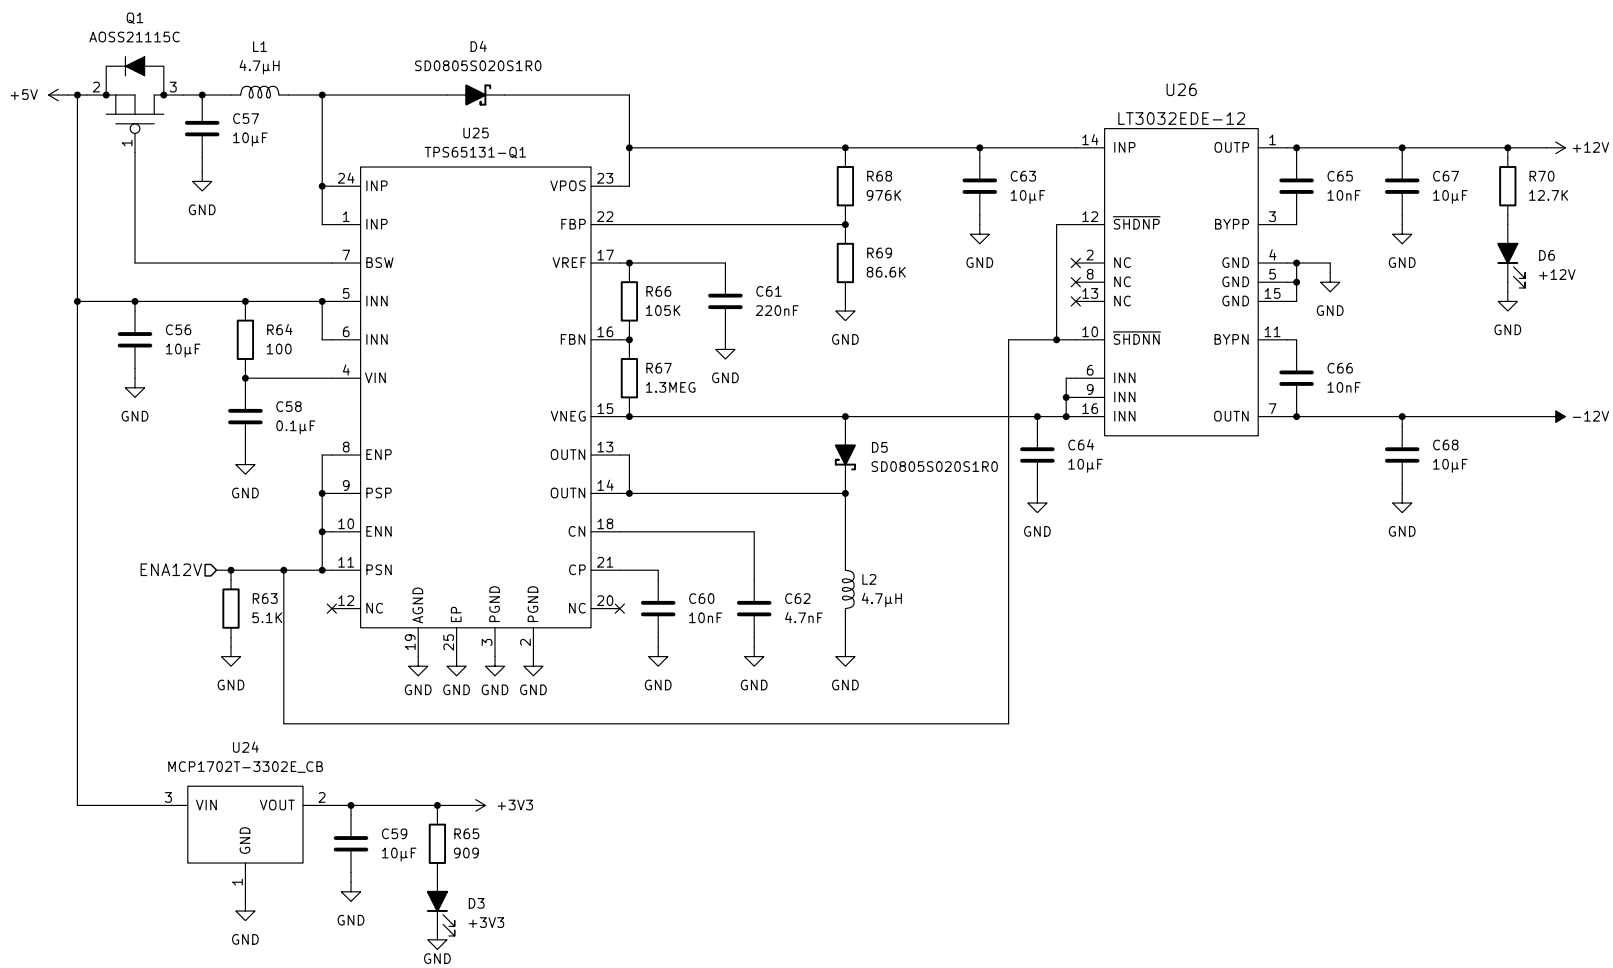 Q1
AOSS21115C
L1
4.7µH
D4
SD0805S020S1R0
+5V
2
3
1
C57
10µF
GND
U25
TPS65131-Q1
24 INP
1 INP
7 BSW
5 INN
6 INN
4 VIN
8 ENP
9 PSP
10 ENN
11 PSN
12 NC
VPOS 23
FBP 22
VREF 17
FBN 16
VNEG 15
OUTN 13
OUTN 14
CN 18
CP 21
NC 20
AGND 19
EP 25
PGND 3
PGND 2
GND GND GND GND
C56
10µF
GND
R64
100
C58
0.1µF
GND
ENA12V
R63
5.1K
GND
R66
105K
R67
1.3MEG
C61
220nF
GND
R68
976K
R69
86.6K
GND
C63
10µF
GND
D5
SD0805S020S1R0
L2
4.7µH
GND
C60
10nF
GND
C62
4.7nF
GND
C64
10µF
GND
U26
LT3032EDE-12
14 INP
12 SHDNP
2 NC
8 NC
13 NC
10 SHDNN
6 INN
9 INN
16 INN
OUTP 1
BYPP 3
GND 4
GND 5
GND 15
BYPN 11
OUTN 7
GND
C65
10nF
C67
10µF
GND
R70
12.7K
D6
+12V
GND
+12V
C66
10nF
C68
10µF
GND
-12V
U24
MCP1702T-3302E_CB
3 VIN
VOUT 2
GND
1
GND
C59
10µF
GND
R65
909
D3
+3V3
GND
+3V3